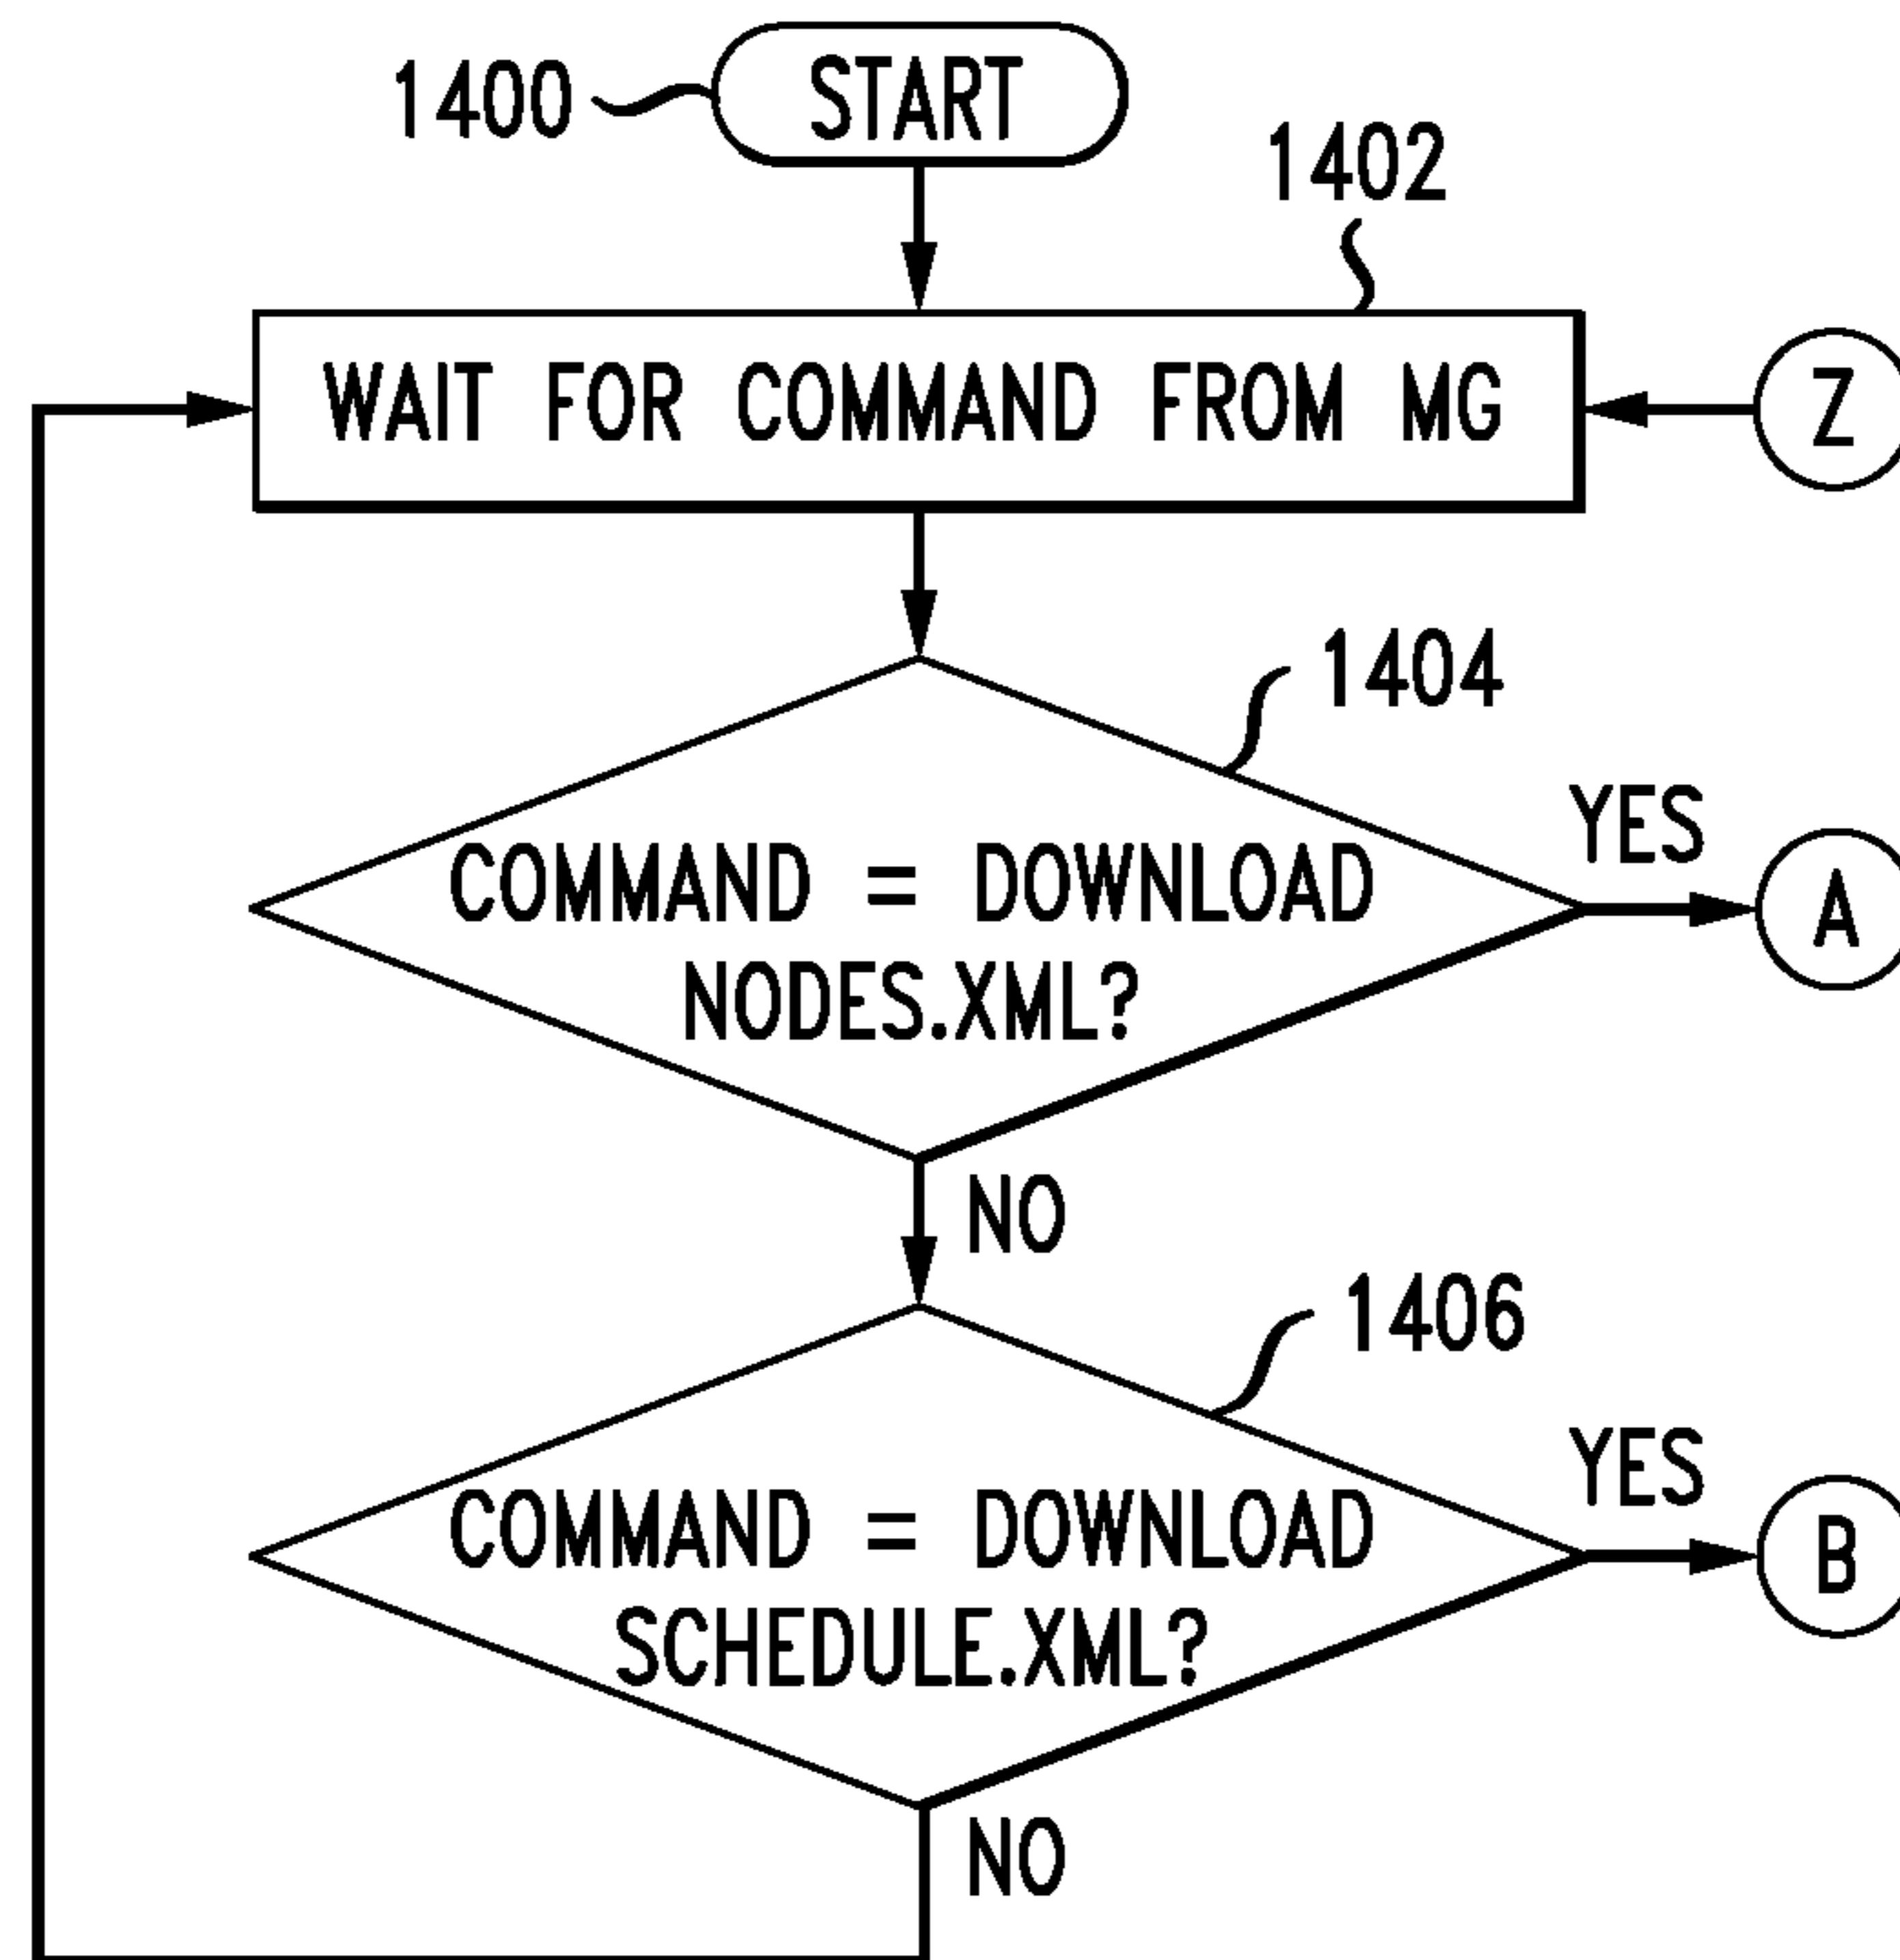 1400
START
1402
WAIT FOR COMMAND FROM MG
Z
1404
YES
COMMAND = DOWNLOAD
NODES.XML?
A
NO
1406
YES
COMMAND = DOWNLOAD
SCHEDULE.XML?
B
NO